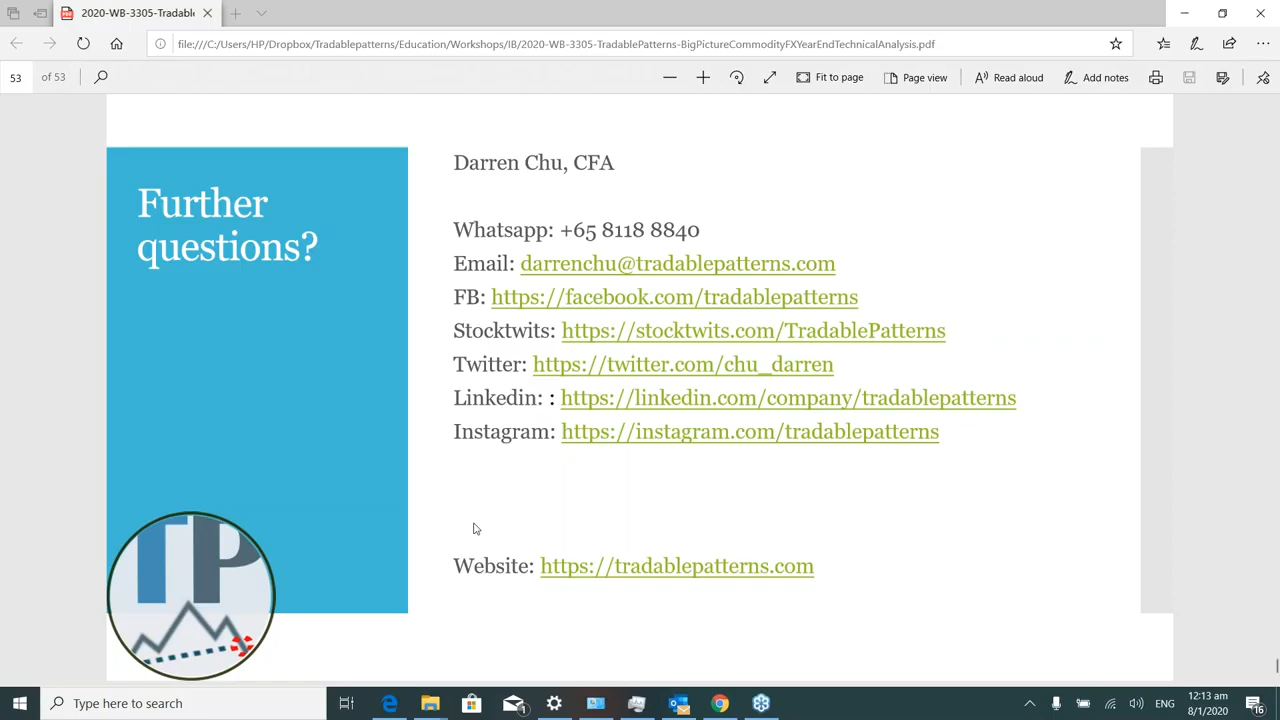 2020-WB-3305-Tradable
file:///C:/Users/HP/Dropbox/Tradablepatterns/Education/Workshops/IB/2020-WB-3305-TradablePatterns-BigPictureCommodityFXYearEndTechnicalAnalysis.pdf
53 of 53
Fit to page
Page view
Read aloud
Add notes
Further
questions?
Darren Chu, CFA
Whatsapp: +65 8118 8840
Email: darrenchu@tradablepatterns.com
FB: https://facebook.com/tradablepatterns
Stocktwits: https://stocktwits.com/TradablePatterns
Twitter: https://twitter.com/chu_darren
Linkedin: : https://linkedin.com/company/tradablepatterns
Instagram: https://instagram.com/tradablepatterns
Website: https://tradablepatterns.com
TP
Type here to search
ENG
12:13 am
8/1/2020
16